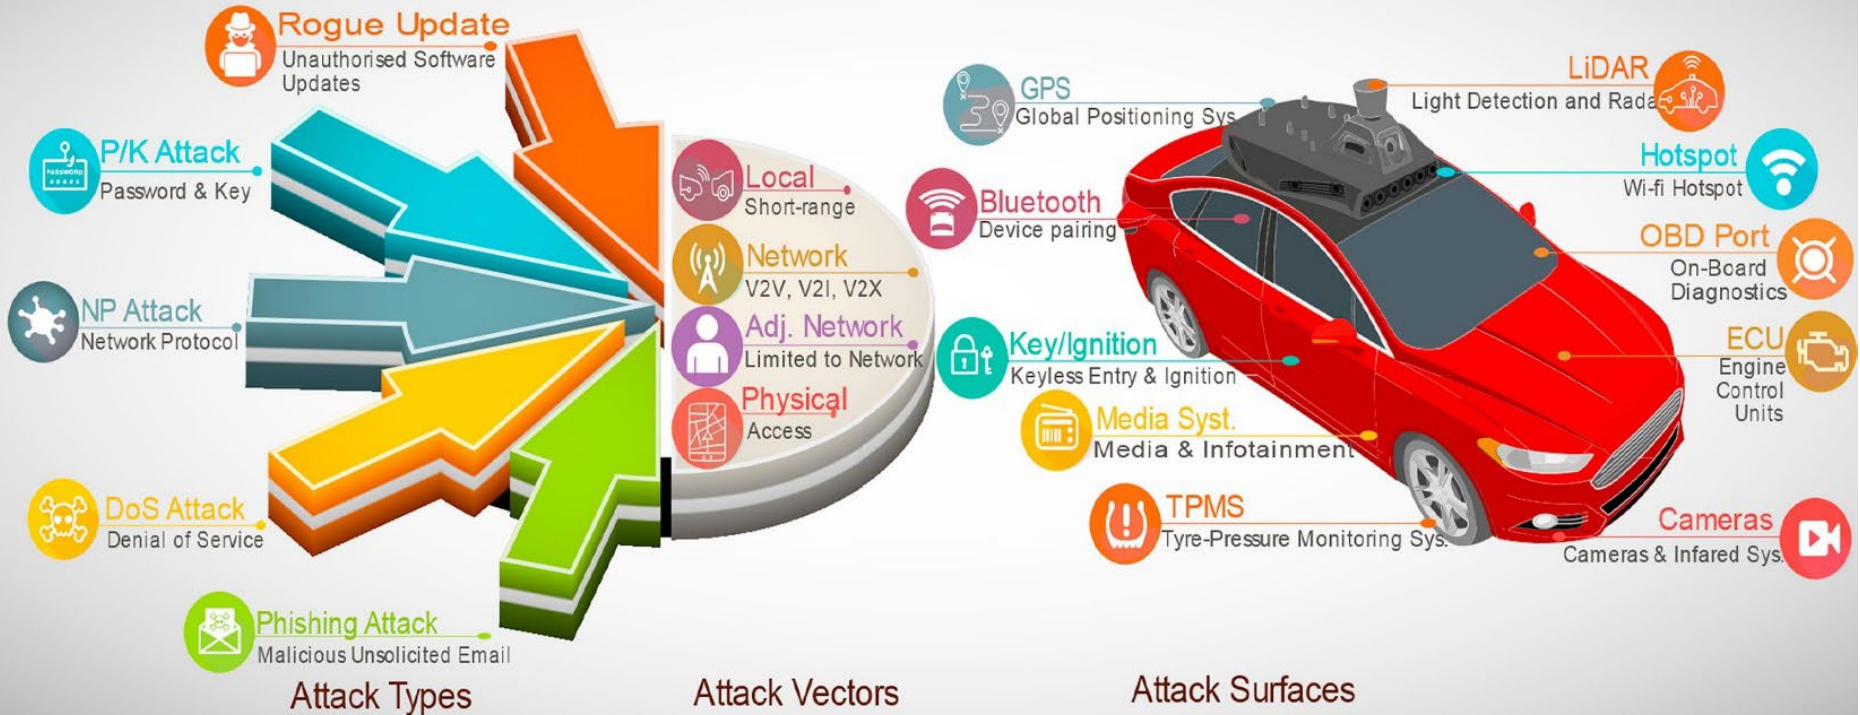 Rogue Update
Unauthorised Software
Updates
P/K Attack
PASSWORD
Password & Key
NP Attack
Network Protocol
DoS Attack
Denial of Service
Phishing Attack
Malicious Unsolicited Email
Attack Types
Local
Short-range
Network
V2V, V2I, V2X
Adj. Network
Limited to Network
Physical
Access
Attack Vectors
GPS
Global Positioning Sys.
Bluetooth
Device pairing
Key/Ignition
Keyless Entry & Ignition
Media Syst.
Media & Infotainment
TPMS
Tyre-Pressure Monitoring Sys.
LiDAR
Light Detection and Rada
Hotspot
Wi-fi Hotspot
OBD Port
On-Board
Diagnostics
ECU
Engine
Control
Units
Cameras
Cameras & Infared Sys.
Attack Surfaces